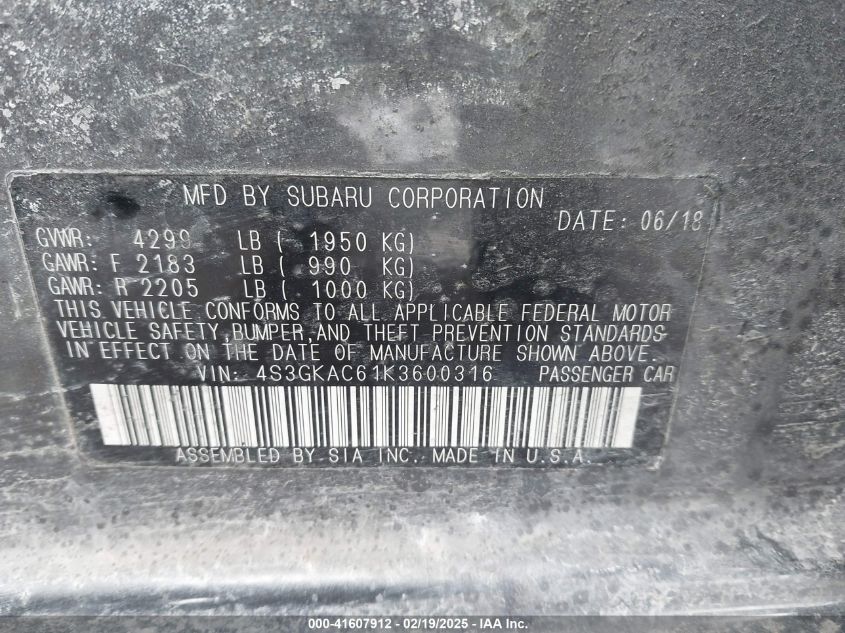 MFD BY SUBARU CORPORATION
DATE: 06/18
GVWR: 4299 LB ( 1950 KG)
GAWR: F 2183 LB ( 990 KG)
GAWR: R 2205 LB ( 1000 KG)
THIS VEHICLE CONFORMS TO ALL APPLICABLE FEDERAL MOTOR
VEHICLE SAFETY,BUMPER,AND THEFT PREVENTION STANDARDS
IN EFFECT ON THE DATE OF MANUFACTURE SHOWN ABOVE.
VIN: 4S3GKAC61K3600316 PASSENGER CAR
ASSEMBLED BY SIA INC. MADE IN U.S.A.
000-41607912 - 02/19/2025 - IAA Inc.